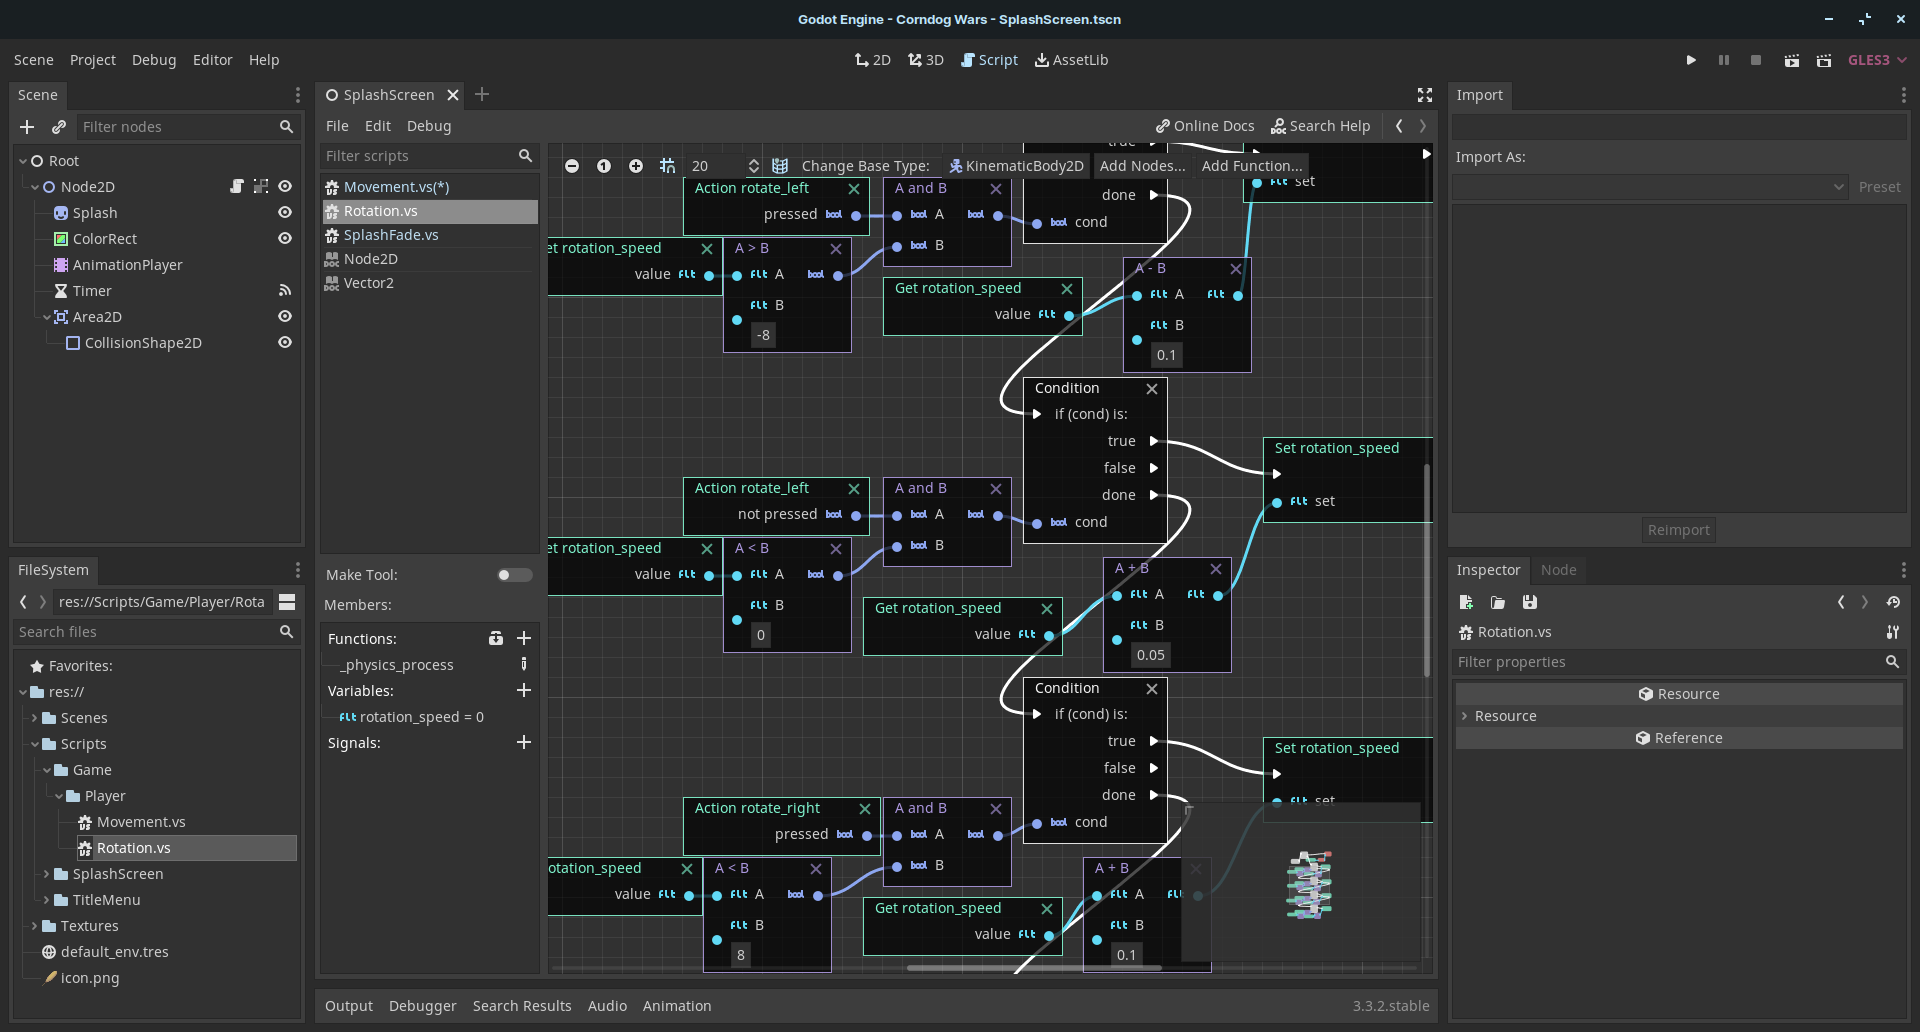 Godot Engine - Corndog Wars - SplashScreen.tscn
Scene Project Debug Editor Help
2D 3D Script AssetLib
GLES3
Scene
Filter nodes
Root
Node2D
Splash
ColorRect
AnimationPlayer
Timer
Area2D
CollisionShape2D
FileSystem
res://Scripts/Game/Player/Rota
Search files
Favorites:
res://
Scenes
Scripts
Game
Player
Movement.vs
Rotation.vs
SplashScreen
TitleMenu
Textures
default_env.tres
icon.png
SplashScreen
File Edit Debug
Online Docs Search Help
Filter scripts
Movement.vs(*)
Rotation.vs
SplashFade.vs
Node2D
Vector2
Make Tool:
Members:
Functions:
_physics_process
Variables:
flt rotation_speed = 0
Signals:
20 Change Base Type: KinematicBody2D Add Nodes... Add Function...
Action rotate_left
pressed bool
A and B
bool A bool
bool B
done
bool cond
flt set
et rotation_speed
value flt
A > B
flt A bool
flt B
-8
Get rotation_speed
value flt
A - B
flt A flt
flt B
0.1
Condition
if (cond) is:
true
false
done
bool cond
Set rotation_speed
flt set
Action rotate_left
not pressed bool
A and B
bool A bool
bool B
et rotation_speed
value flt
A < B
flt A bool
flt B
0
Get rotation_speed
value flt
A + B
flt A flt
flt B
0.05
Condition
if (cond) is:
true
false
done
bool cond
Set rotation_speed
flt set
Action rotate_right
pressed bool
A and B
bool A bool
bool B
otation_speed
value flt
A < B
flt A bool
flt B
8
Get rotation_speed
value flt
A + B
flt A
flt B
0.1
Output Debugger Search Results Audio Animation
3.3.2.stable
Import
Import As:
Preset
Reimport
Inspector Node
Rotation.vs
Filter properties
Resource
Resource
Reference